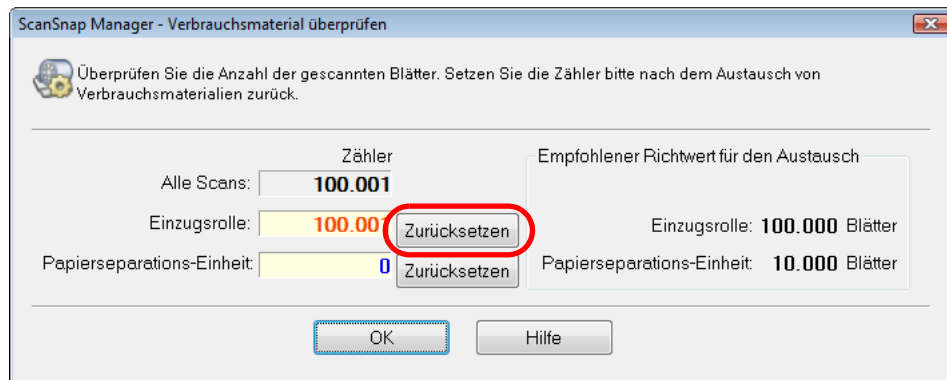 ScanSnap Manager - Verbrauchsmaterial überprüfen
Überprüfen Sie die Anzahl der gescannten Blätter. Setzen Sie die Zähler bitte nach dem Austausch von
Verbrauchsmaterialien zurück.
Zähler
Alle Scans: 100.001
Einzugsrolle: 100.001 Zurücksetzen
Papierseparations-Einheit: 0 Zurücksetzen
Empfohlener Richtwert für den Austausch
Einzugsrolle: 100.000 Blätter
Papierseparations-Einheit: 10.000 Blätter
OK
Hilfe